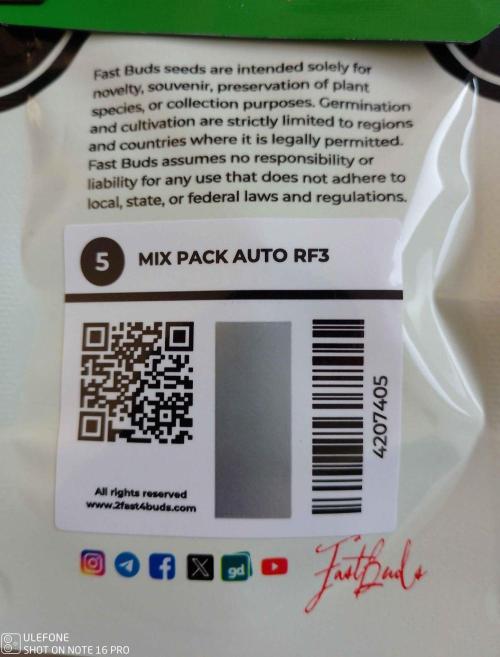 Fast Buds seeds are intended solely for
novelty, souvenir, preservation of plant
species, or collection purposes. Germination
and cultivation are strictly limited to regions
and countries where it is legally permitted.
Fast Buds assumes no responsibility or
liability for any use that does not adhere to
local, state, or federal laws and regulations.
5 MIX PACK AUTO RF3
4207405
All rights reserved
www.2fast4buds.com
gd
FastBuds
ULEFONE
SHOT ON NOTE 16 PRO